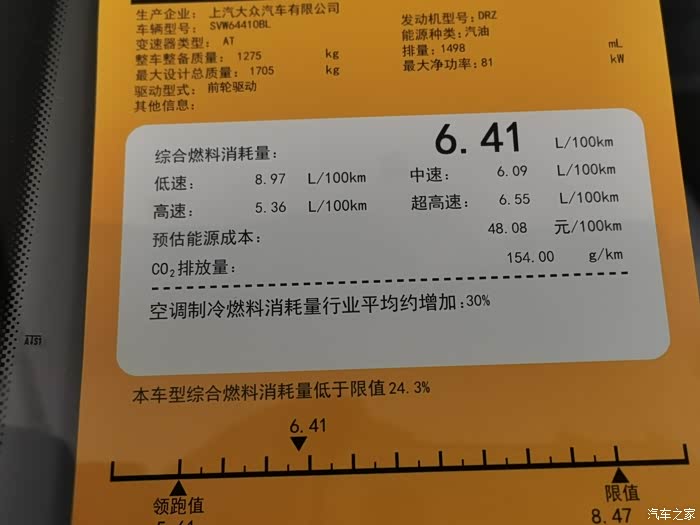 生产企业: 上汽大众汽车有限公司
车辆型号: SVW64410BL 发动机型号:DRZ
变速器类型: AT 能源种类:汽油
整车整备质量: 1275 kg 排量:1498 mL
最大设计总质量: 1705 kg 最大净功率:81 kW
驱动型式: 前轮驱动
其他信息:
综合燃料消耗量: 6.41 L/100km
低速: 8.97 L/100km 中速: 6.09 L/100km
高速: 5.36 L/100km 超高速: 6.55 L/100km
预估能源成本: 48.08 元/100km
CO₂排放量: 154.00 g/km
空调制冷燃料消耗量行业平均约增加:30%
本车型综合燃料消耗量低于限值24.3%
6.41
领跑值 限值
8.47
A4S1
汽车之家